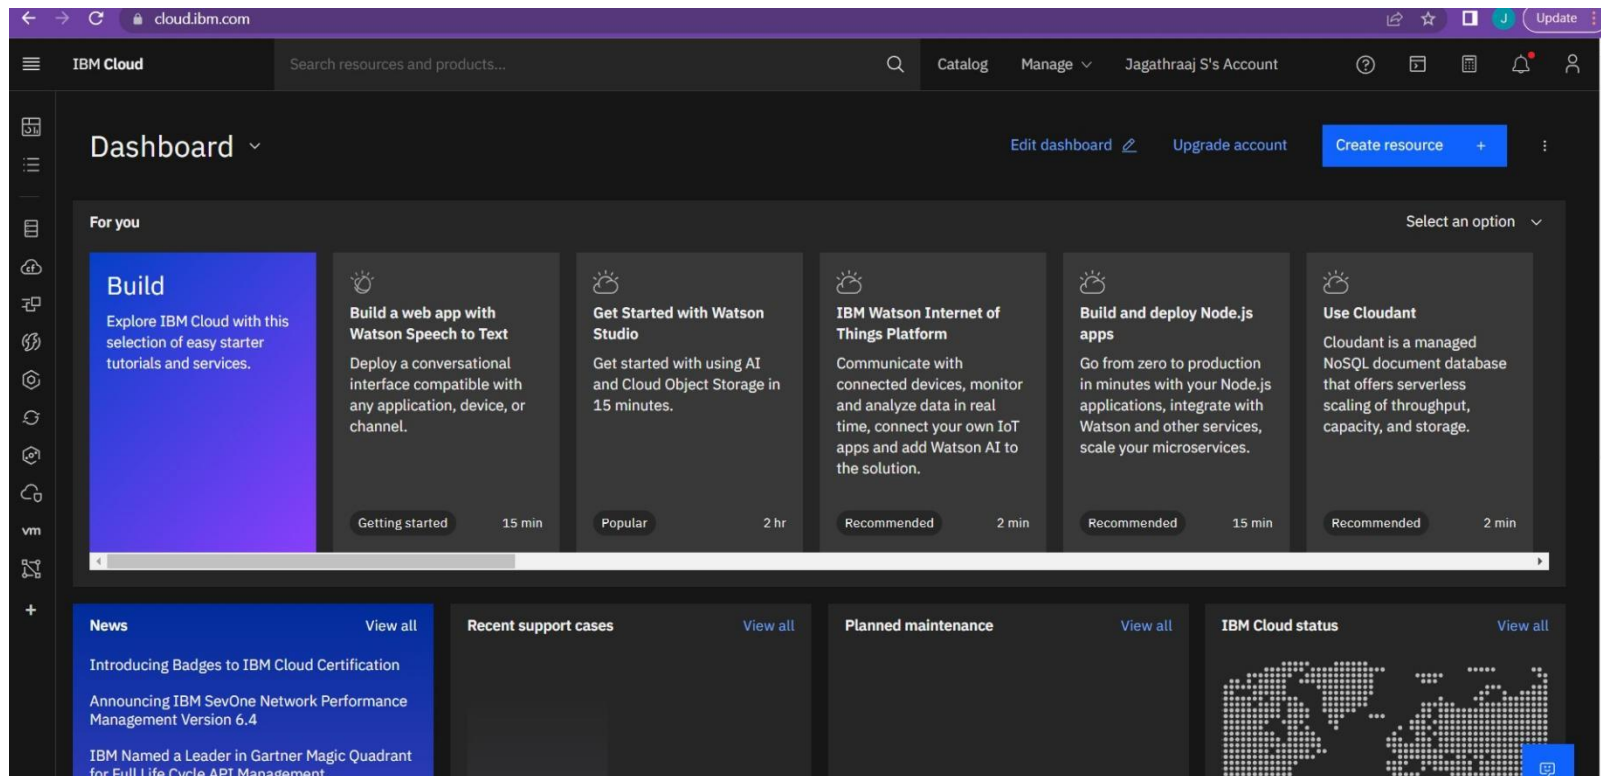 cloud.ibm.com
J
Update
IBM Cloud
Search resources and products...
Catalog
Manage
Jagathraaj S's Account
Dashboard
Edit dashboard
Upgrade account
Create resource +
For you
Select an option
Build
Explore IBM Cloud with this
selection of easy starter
tutorials and services.
Build a web app with
Watson Speech to Text
Deploy a conversational
interface compatible with
any application, device, or
channel.
Getting started
15 min
Get Started with Watson
Studio
Get started with using AI
and Cloud Object Storage in
15 minutes.
Popular
2 hr
IBM Watson Internet of
Things Platform
Communicate with
connected devices, monitor
and analyze data in real
time, connect your own IoT
apps and add Watson AI to
the solution.
Recommended
2 min
Build and deploy Node.js
apps
Go from zero to production
in minutes with your Node.js
applications, integrate with
Watson and other services,
scale your microservices.
Recommended
15 min
Use Cloudant
Cloudant is a managed
NoSQL document database
that offers serverless
scaling of throughput,
capacity, and storage.
Recommended
2 min
vm
News
View all
Introducing Badges to IBM Cloud Certification
Announcing IBM SevOne Network Performance
Management Version 6.4
IBM Named a Leader in Gartner Magic Quadrant
for Full Life Cycle API Management
Recent support cases
View all
Planned maintenance
View all
IBM Cloud status
View all